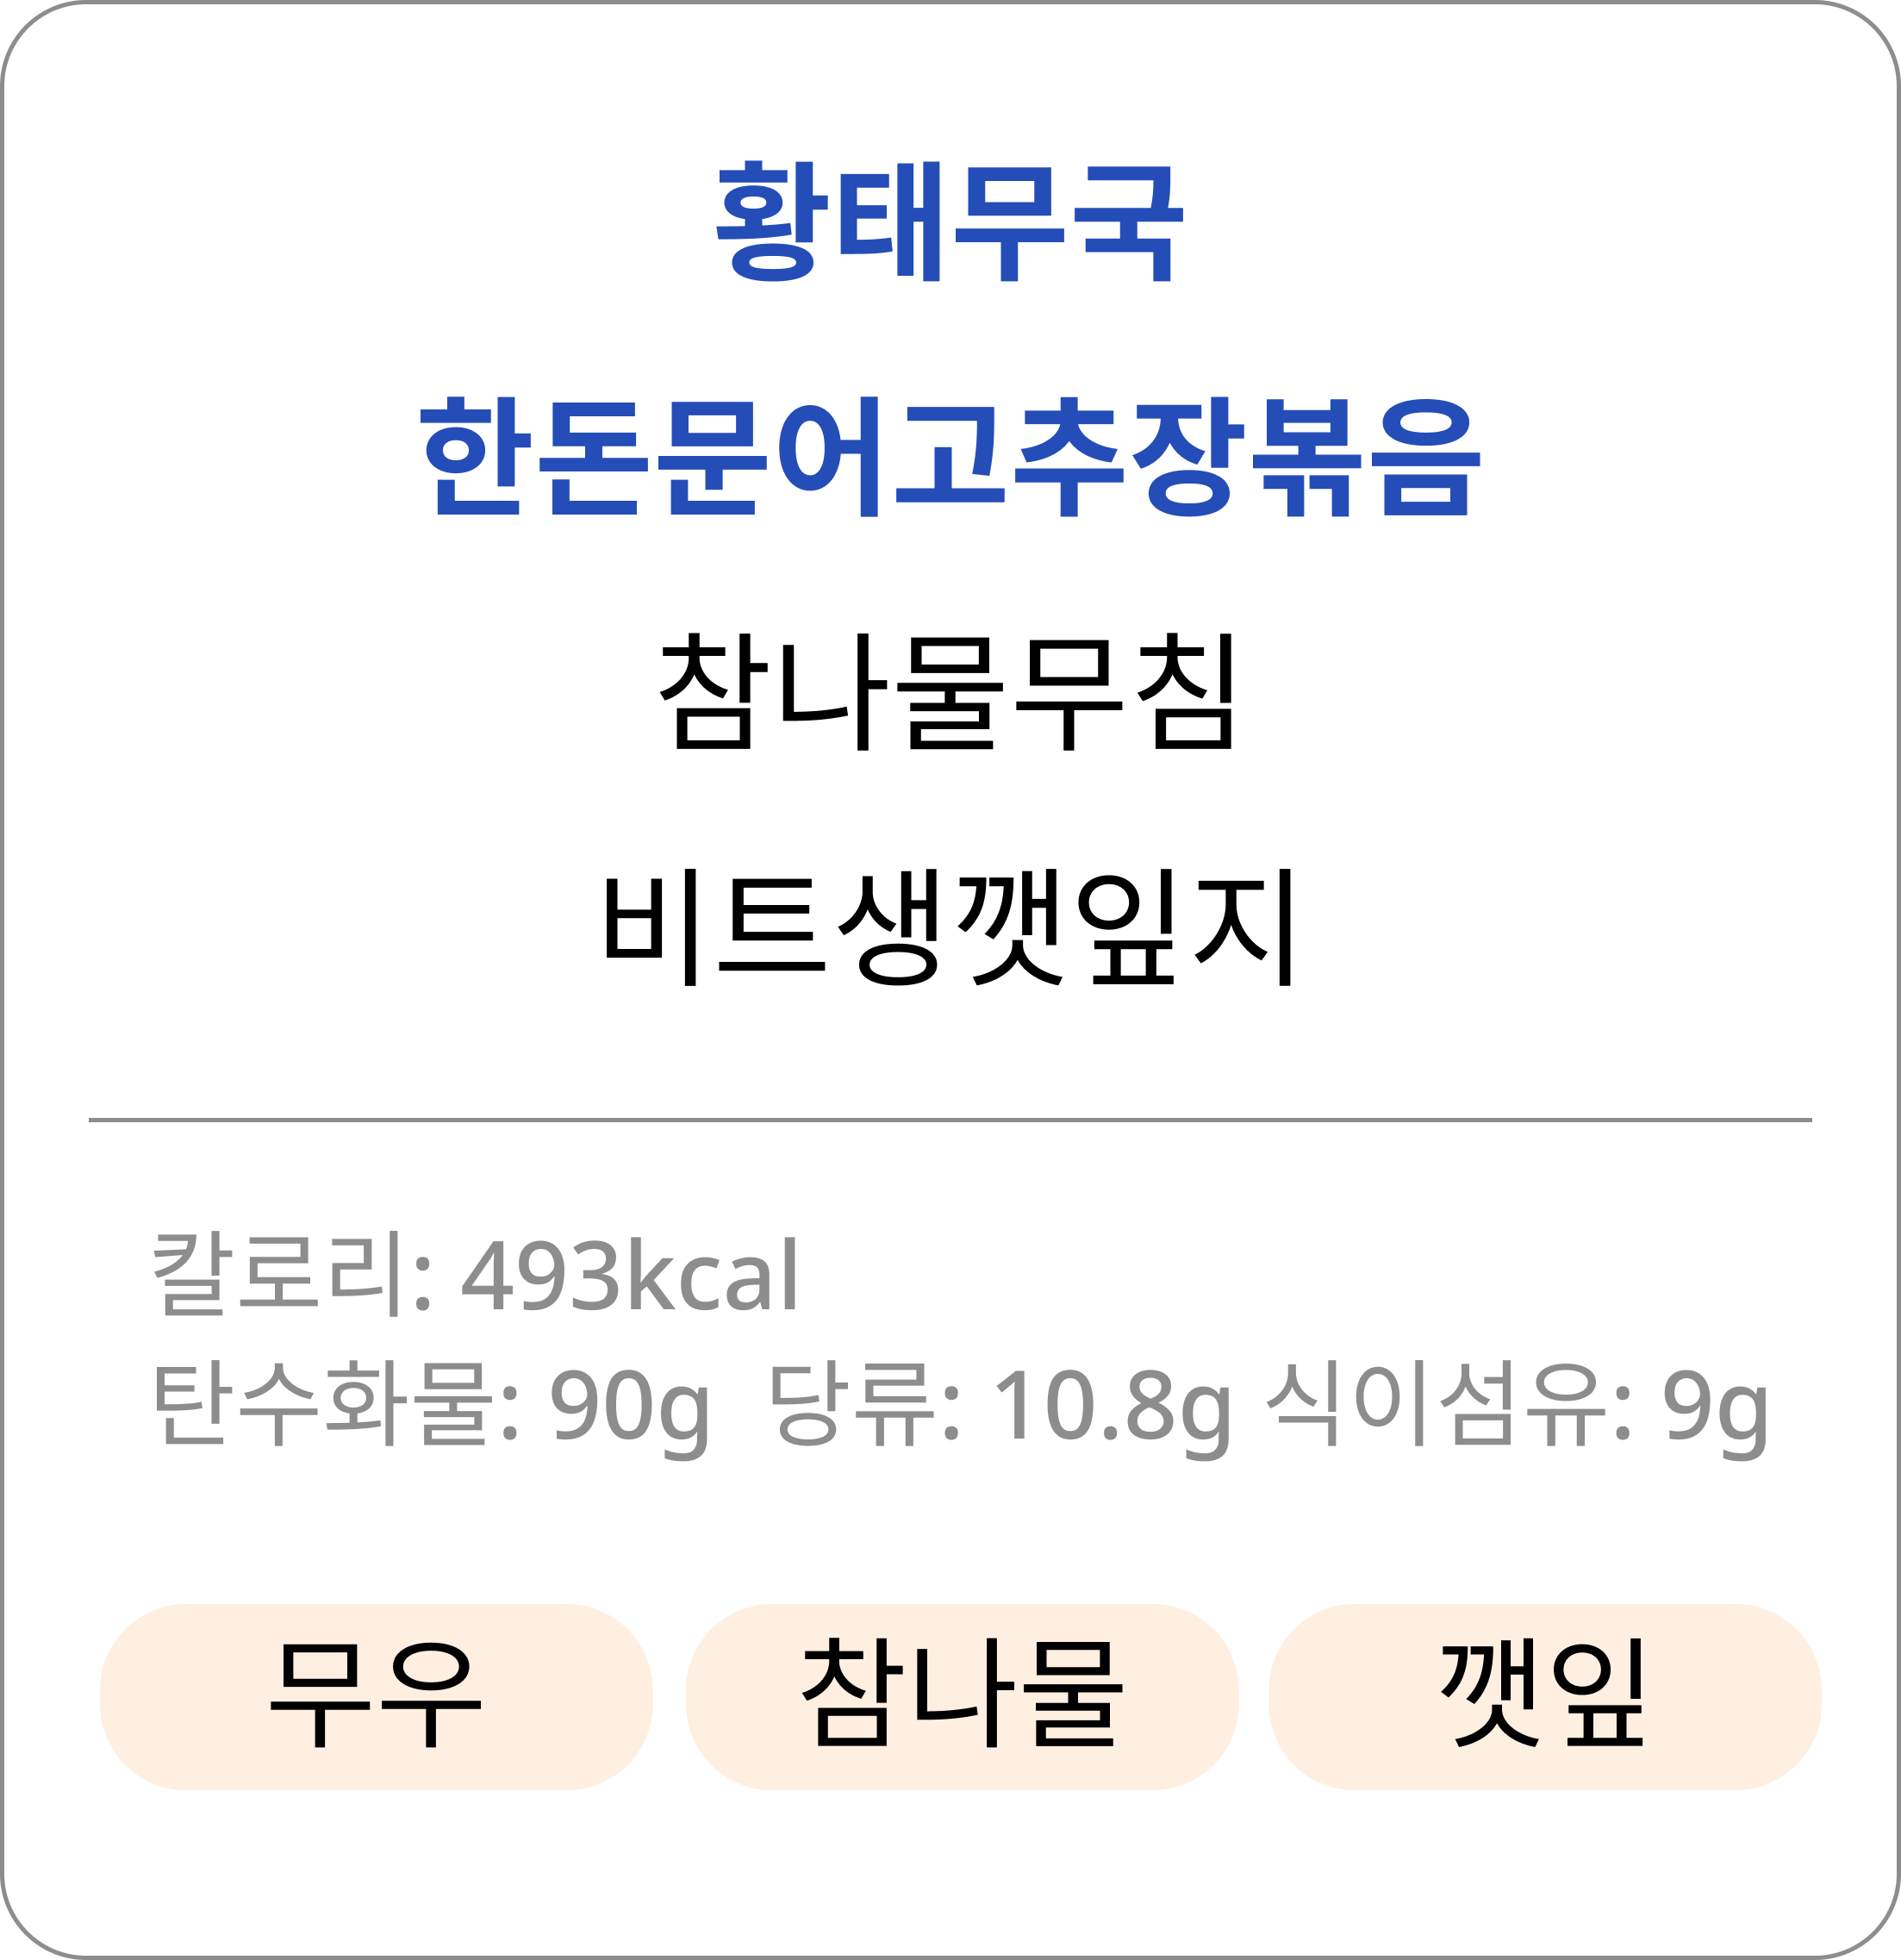 황태무국
한돈문어고추장볶음
참나물무침
비트생깻잎지
칼로리: 493kcal
탄수화물: 90g 당류: 10.8g 식이섬유: 9g
무우 참나물 깻잎